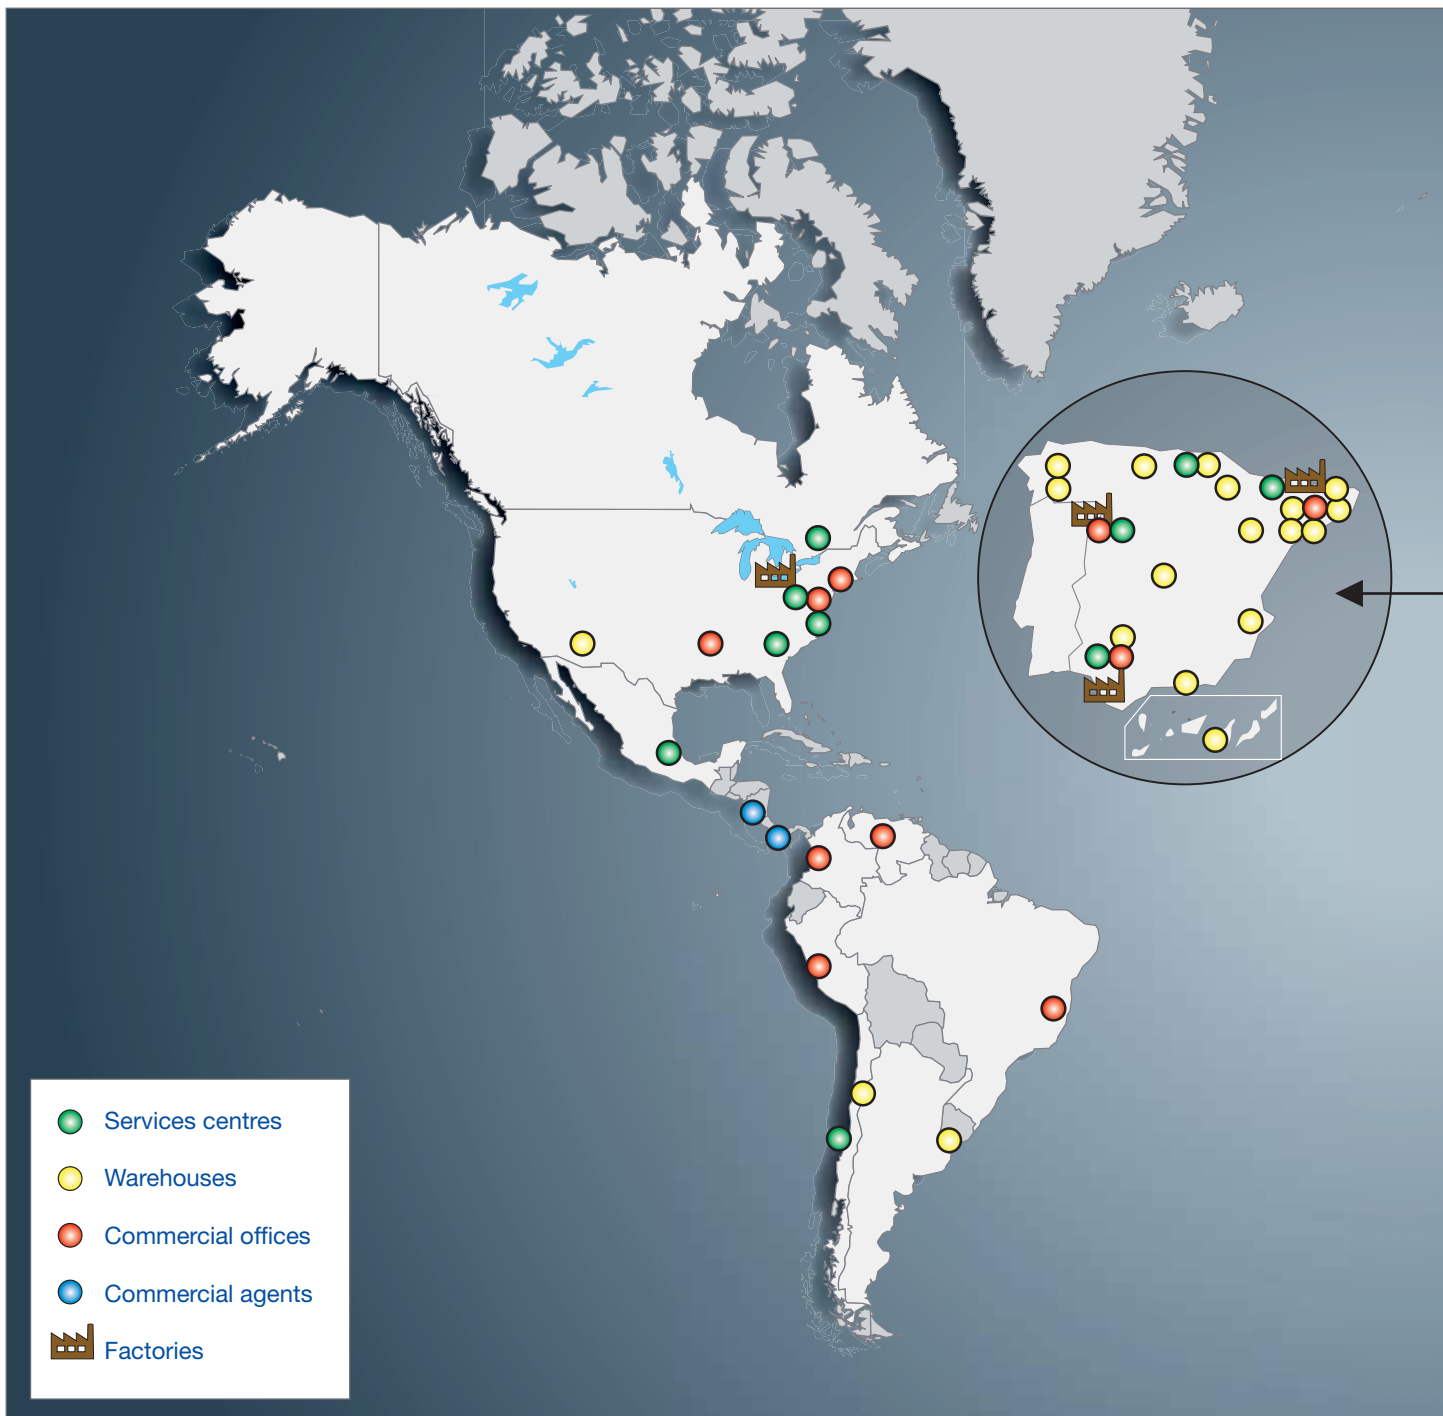 Services centres
Warehouses
Commercial offices
Commercial agents
Factories